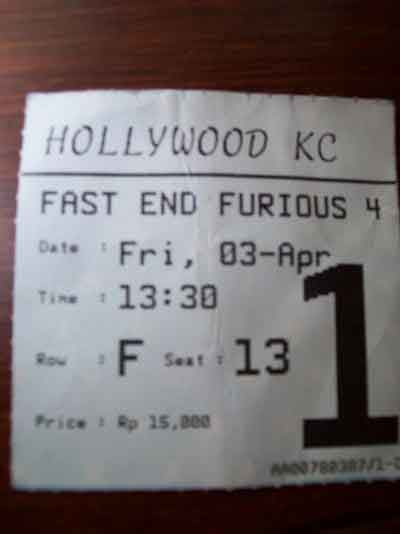 HOLLYWOOD KC
FAST END FURIOUS 4
Date : Fri, 03-Apr
Time : 13:30
Row : F Seat : 13
Price : Rp 15,000
1